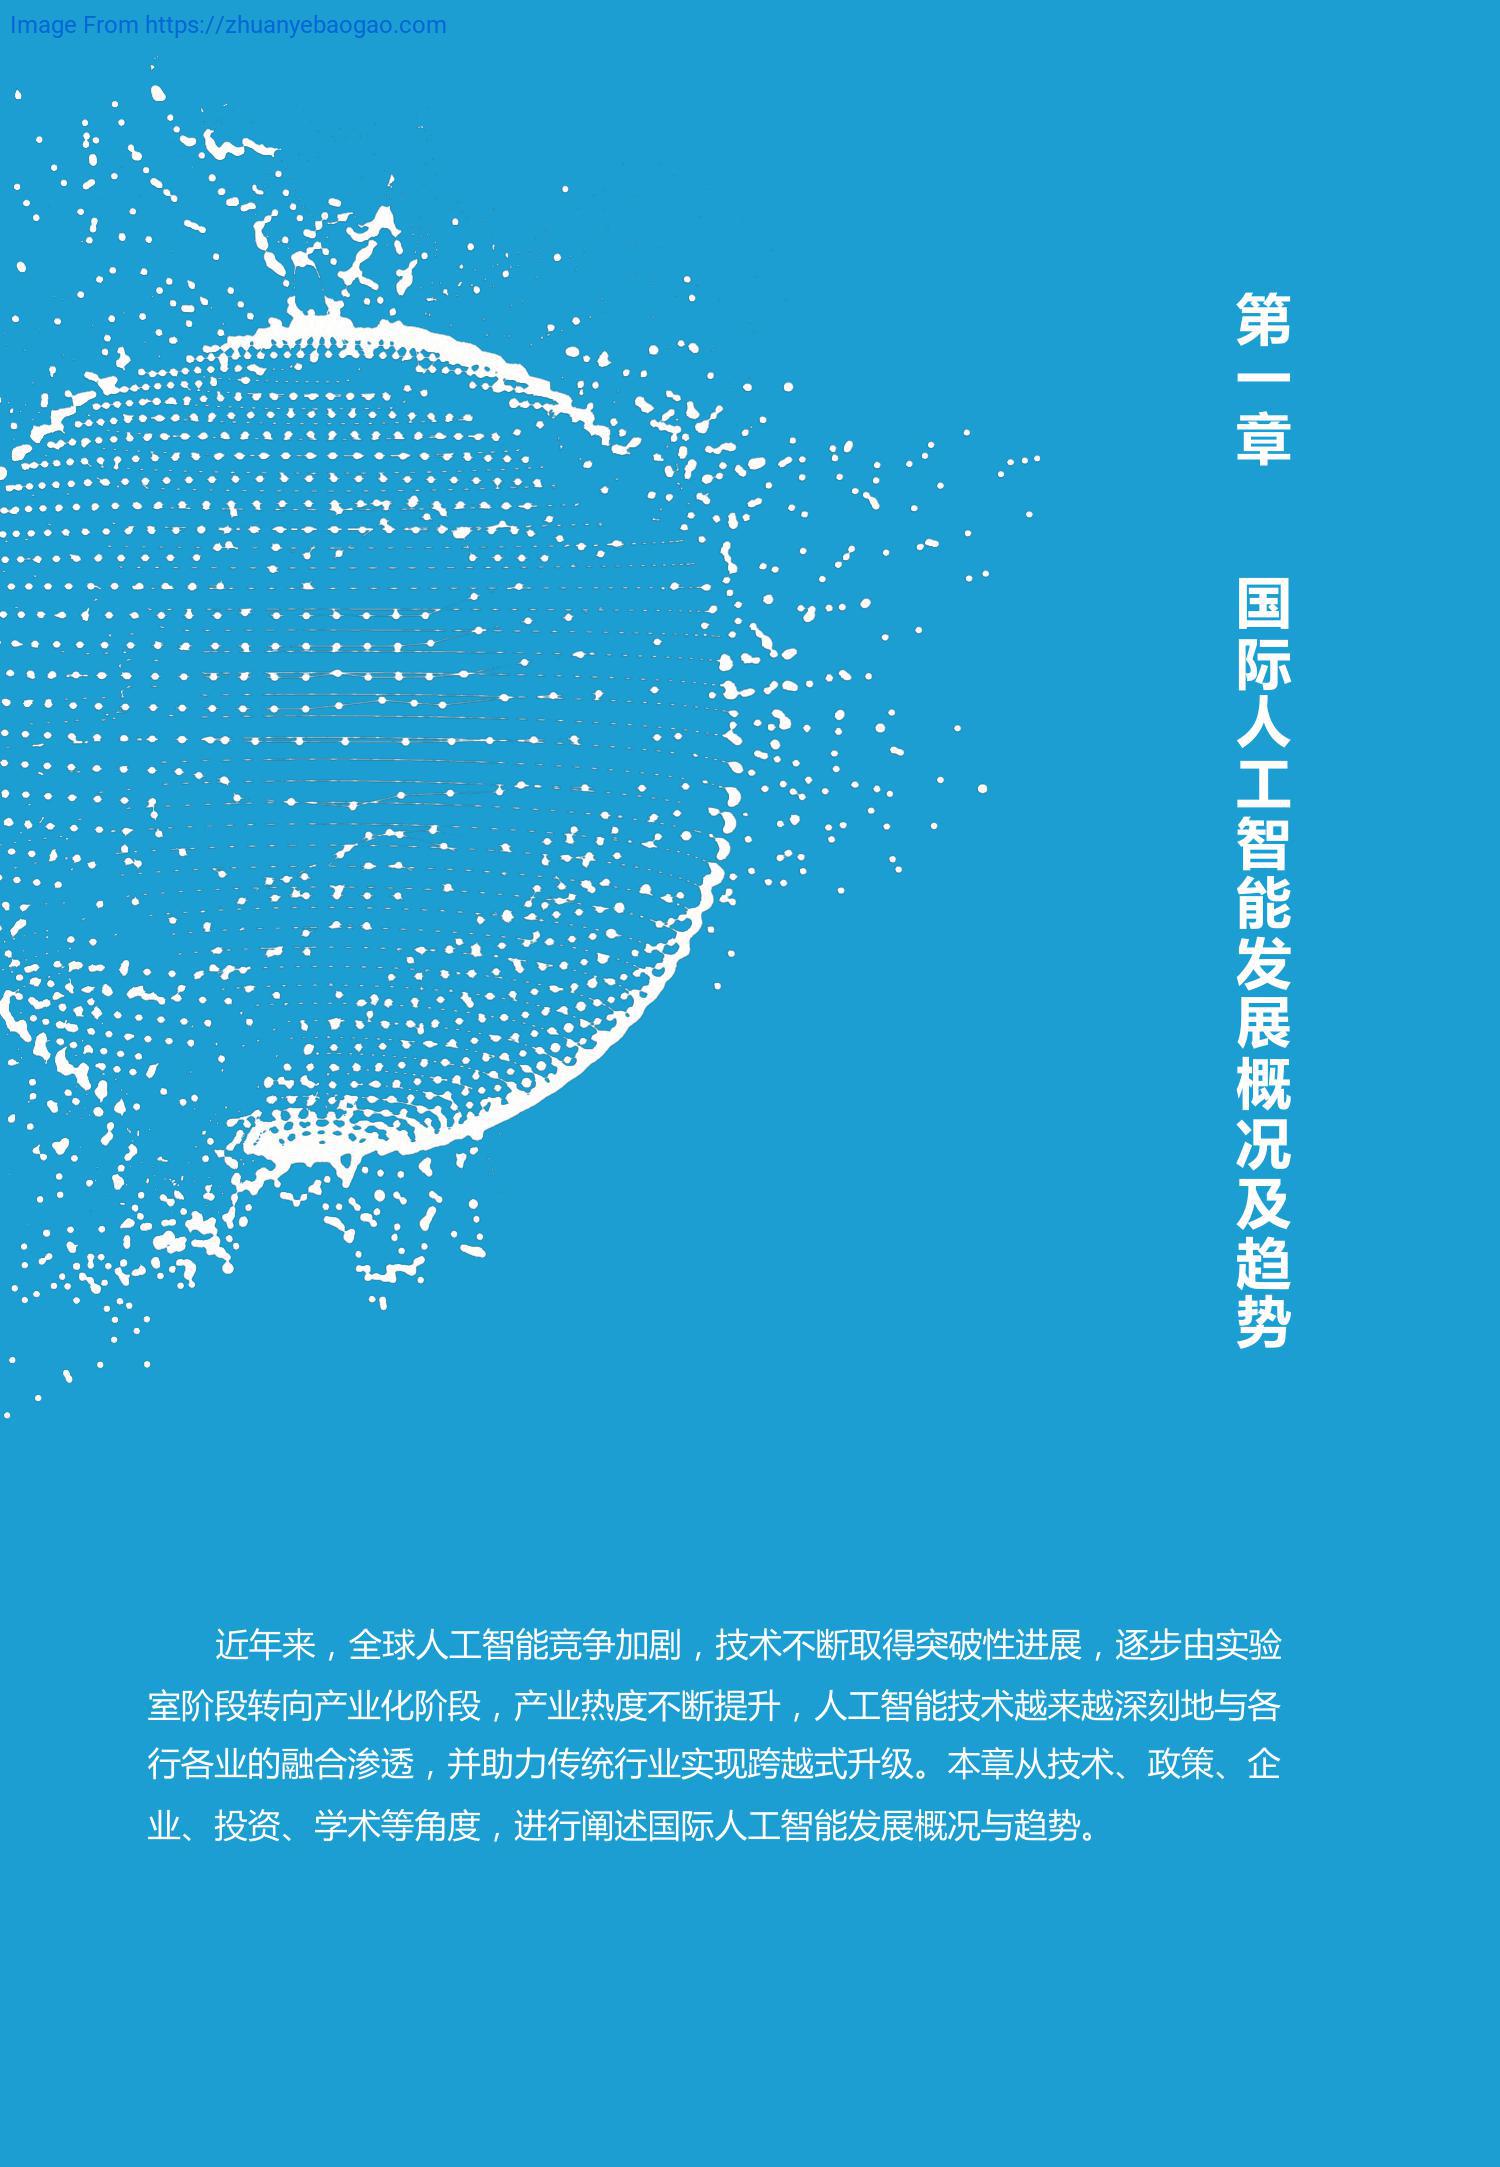 Image From https://zhuanyebaogao.com
第一章 国际人工智能发展概况及趋势
近年来，全球人工智能竞争加剧，技术不断取得突破性进展，逐步由实验
室阶段转向产业化阶段，产业热度不断提升，人工智能技术越来越深刻地与各
行各业的融合渗透，并助力传统行业实现跨越式升级。本章从技术、政策、企
业、投资、学术等角度，进行阐述国际人工智能发展概况与趋势。